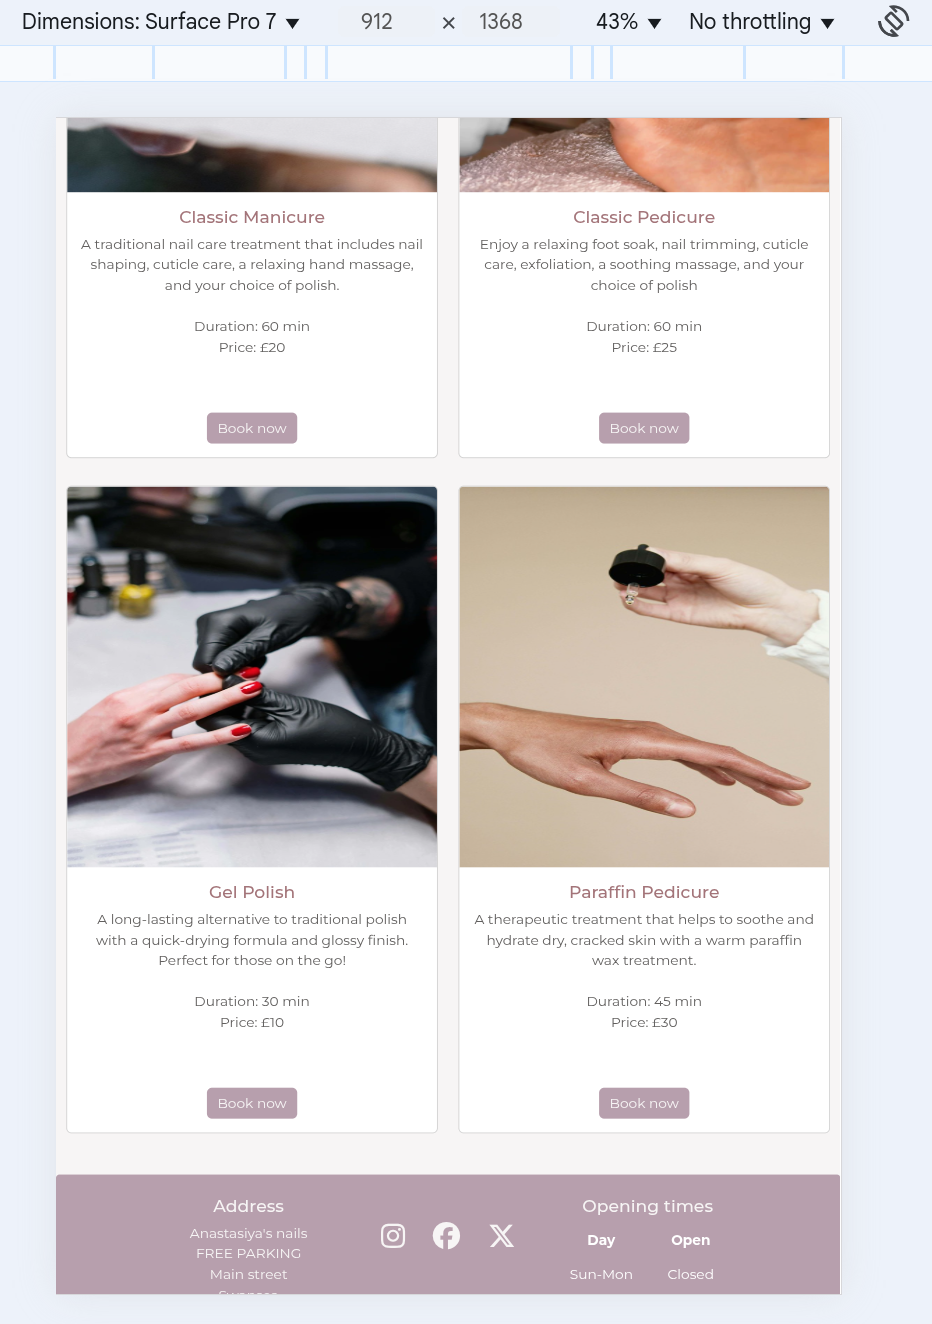 Dimensions: Surface Pro 7 ▼ 912 × 1368 43% ▼ No throttling ▼
Classic Manicure
A traditional nail care treatment that includes nail
shaping, cuticle care, a relaxing hand massage,
and your choice of polish.
Duration: 60 min
Price: £20
Book now
Classic Pedicure
Enjoy a relaxing foot soak, nail trimming, cuticle
care, exfoliation, a soothing massage, and your
choice of polish
Duration: 60 min
Price: £25
Book now
Gel Polish
A long-lasting alternative to traditional polish
with a quick-drying formula and glossy finish.
Perfect for those on the go!
Duration: 30 min
Price: £10
Book now
Paraffin Pedicure
A therapeutic treatment that helps to soothe and
hydrate dry, cracked skin with a warm paraffin
wax treatment.
Duration: 45 min
Price: £30
Book now
Address
Anastasiya's nails
FREE PARKING
Main street
Opening times
Day Open
Sun-Mon Closed